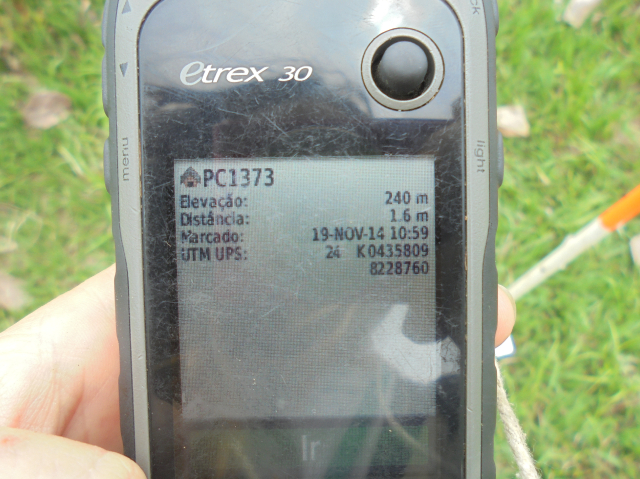 etrex 30
menu
light
PC1373
Elevação: 240 m
Distância: 1.6 m
Marcado: 19-NOV-14 10:59
UTM UPS: 24 K0435809
8228760
Ir